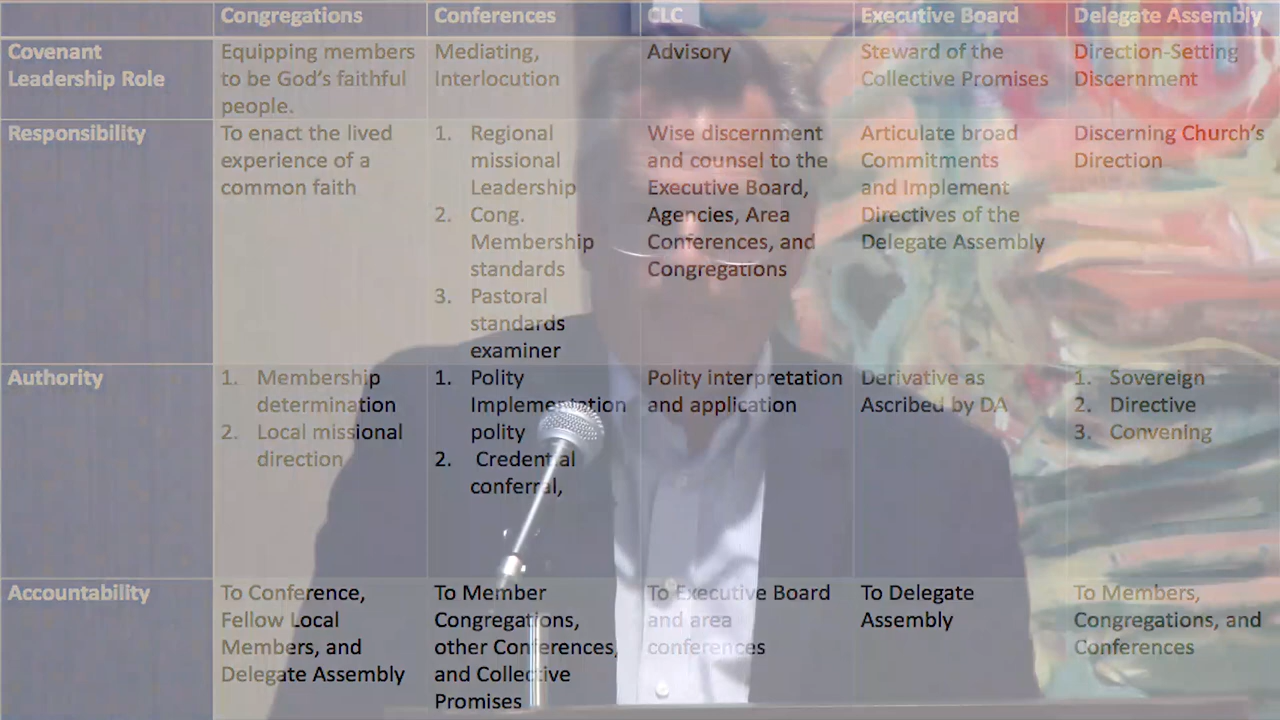 Congregations Conferences CLC Executive Board Delegate Assembly
Covenant
Leadership Role
Equipping members
to be God's faithful
people.
Mediating,
Interlocution
Advisory
Steward of the
Collective Promises
Direction-Setting
Discernment
Responsibility
To enact the lived
experience of a
common faith
1. Regional
missional
Leadership
2. Cong.
Membership
standards
3. Pastoral
standards
examiner
Wise discernment
and counsel to the
Executive Board,
Agencies, Area
Conferences, and
Congregations
Articulate broad
Commitments
and Implement
Directives of the
Delegate Assembly
Discerning Church's
Direction
Authority
1. Membership
determination
2. Local missional
direction
1. Polity
Implementation
polity
2. Credential
conferral,
Polity interpretation
and application
Derivative as
Ascribed by DA
1. Sovereign
2. Directive
3. Convening
Accountability
To Conference,
Fellow Local
Members, and
Delegate Assembly
To Member
Congregations,
other Conferences,
and Collective
Promises
To Executive Board
and area
conferences
To Delegate
Assembly
To Members,
Congregations, and
Conferences